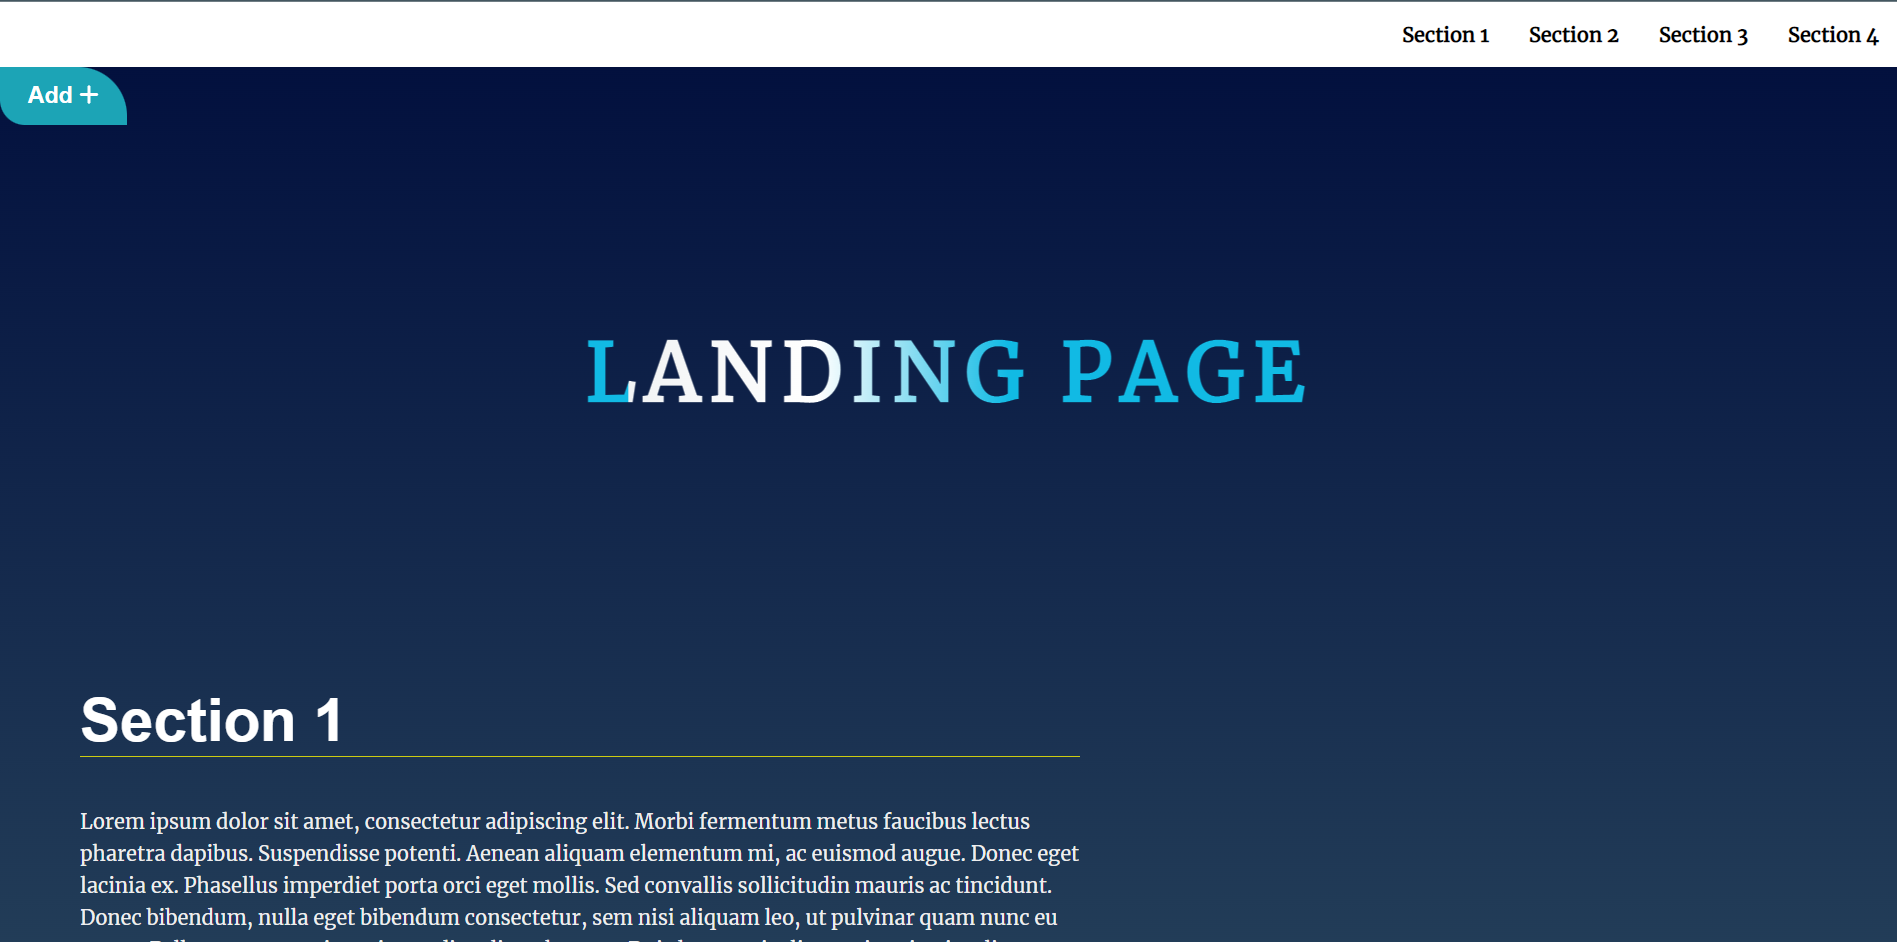 Section 1 Section 2 Section 3 Section 4
Add +
LANDING PAGE
Section 1
Lorem ipsum dolor sit amet, consectetur adipiscing elit. Morbi fermentum metus faucibus lectus
pharetra dapibus. Suspendisse potenti. Aenean aliquam elementum mi, ac euismod augue. Donec eget
lacinia ex. Phasellus imperdiet porta orci eget mollis. Sed convallis sollicitudin mauris ac tincidunt.
Donec bibendum, nulla eget bibendum consectetur, sem nisi aliquam leo, ut pulvinar quam nunc eu